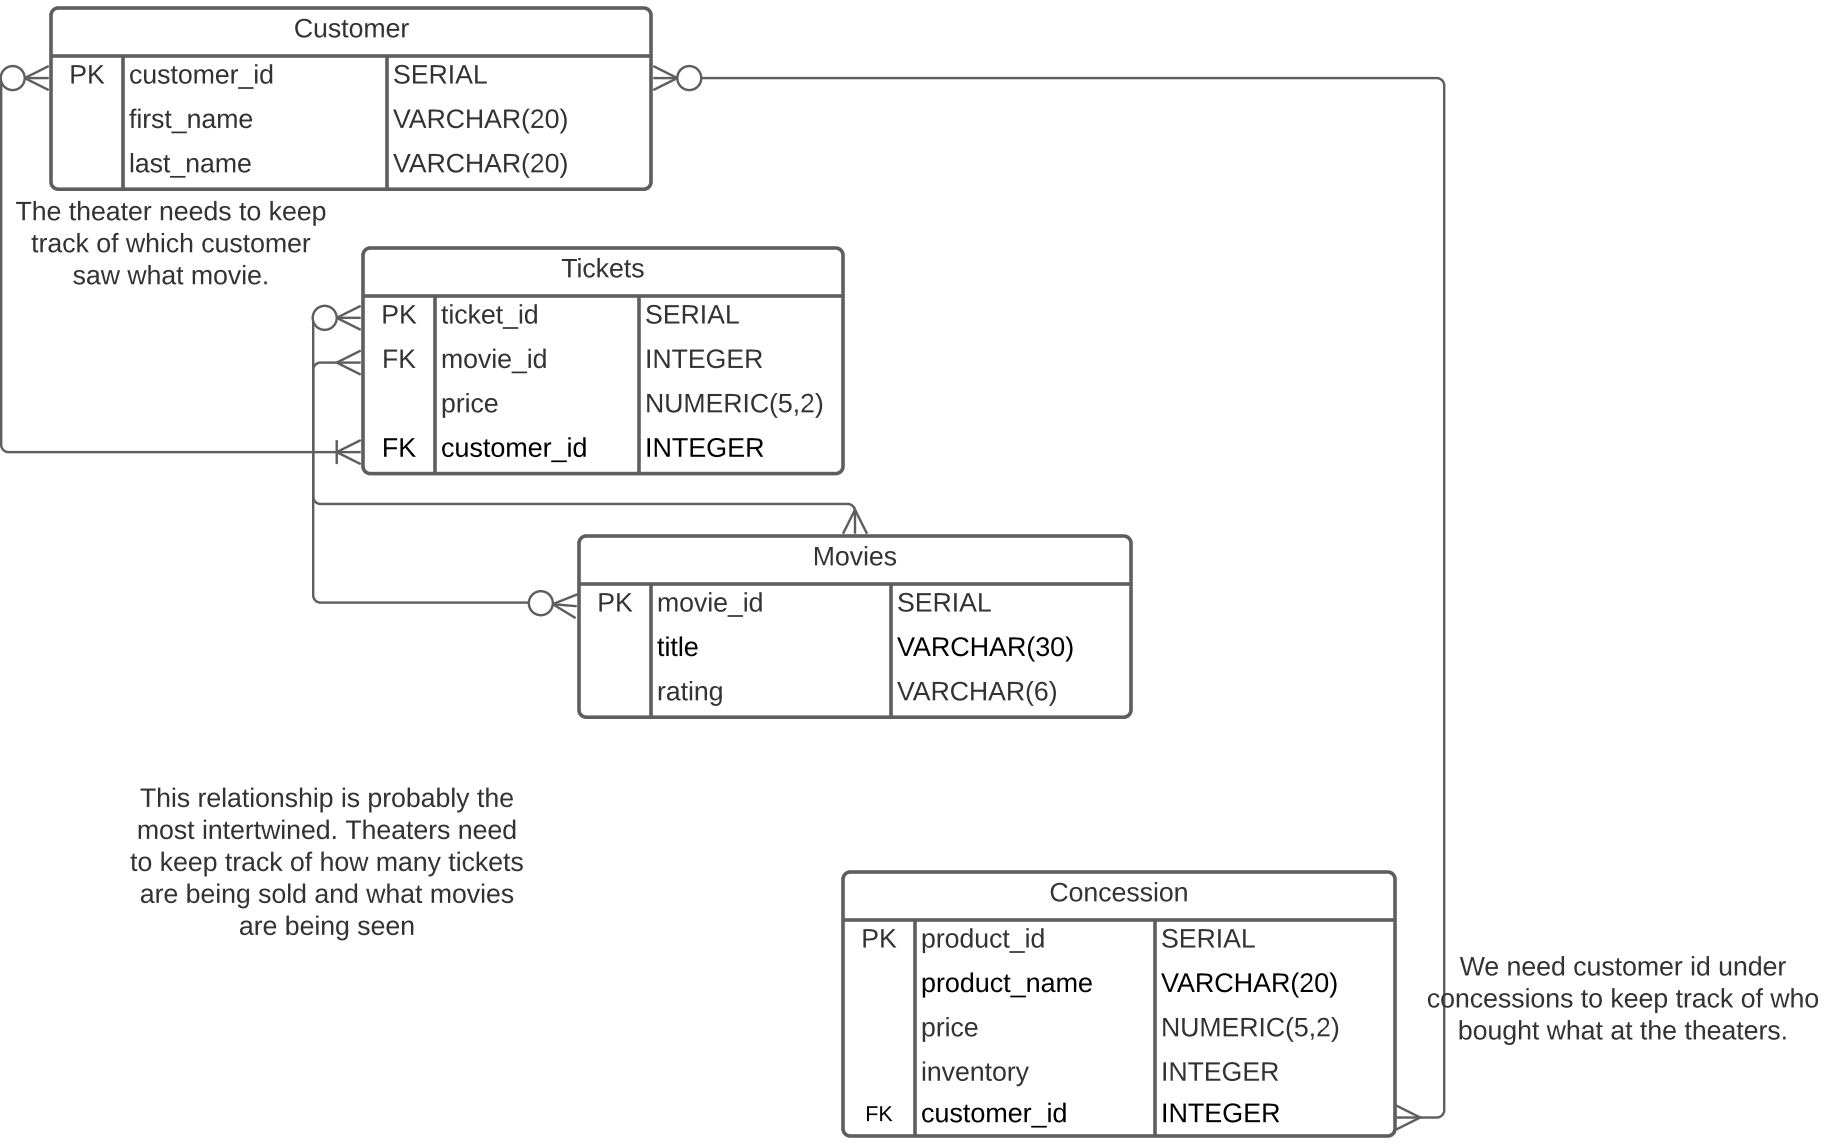 Customer
PK customer_id SERIAL
first_name VARCHAR(20)
last_name VARCHAR(20)
The theater needs to keep
track of which customer
saw what movie.
Tickets
PK ticket_id SERIAL
FK movie_id INTEGER
price NUMERIC(5,2)
FK customer_id INTEGER
Movies
PK movie_id SERIAL
title VARCHAR(30)
rating VARCHAR(6)
This relationship is probably the
most intertwined. Theaters need
to keep track of how many tickets
are being sold and what movies
are being seen
Concession
PK product_id SERIAL
product_name VARCHAR(20)
price NUMERIC(5,2)
inventory INTEGER
FK customer_id INTEGER
We need customer id under
concessions to keep track of who
bought what at the theaters.